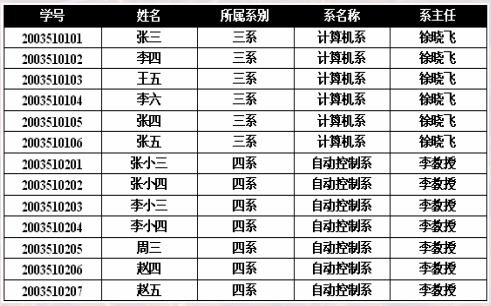 学号 姓名 所属系别 系名称 系主任
2003510101 张三 三系 计算机系 徐晓飞
2003510102 李四 三系 计算机系 徐晓飞
2003510103 王五 三系 计算机系 徐晓飞
2003510104 李六 三系 计算机系 徐晓飞
2003510105 张四 三系 计算机系 徐晓飞
2003510106 张五 三系 计算机系 徐晓飞
2003510201 张小三 四系 自动控制系 李教授
2003510202 张小四 四系 自动控制系 李教授
2003510203 李小三 四系 自动控制系 李教授
2003510204 李小四 四系 自动控制系 李教授
2003510205 周三 四系 自动控制系 李教授
2003510206 赵四 四系 自动控制系 李教授
2003510207 赵五 四系 自动控制系 李教授